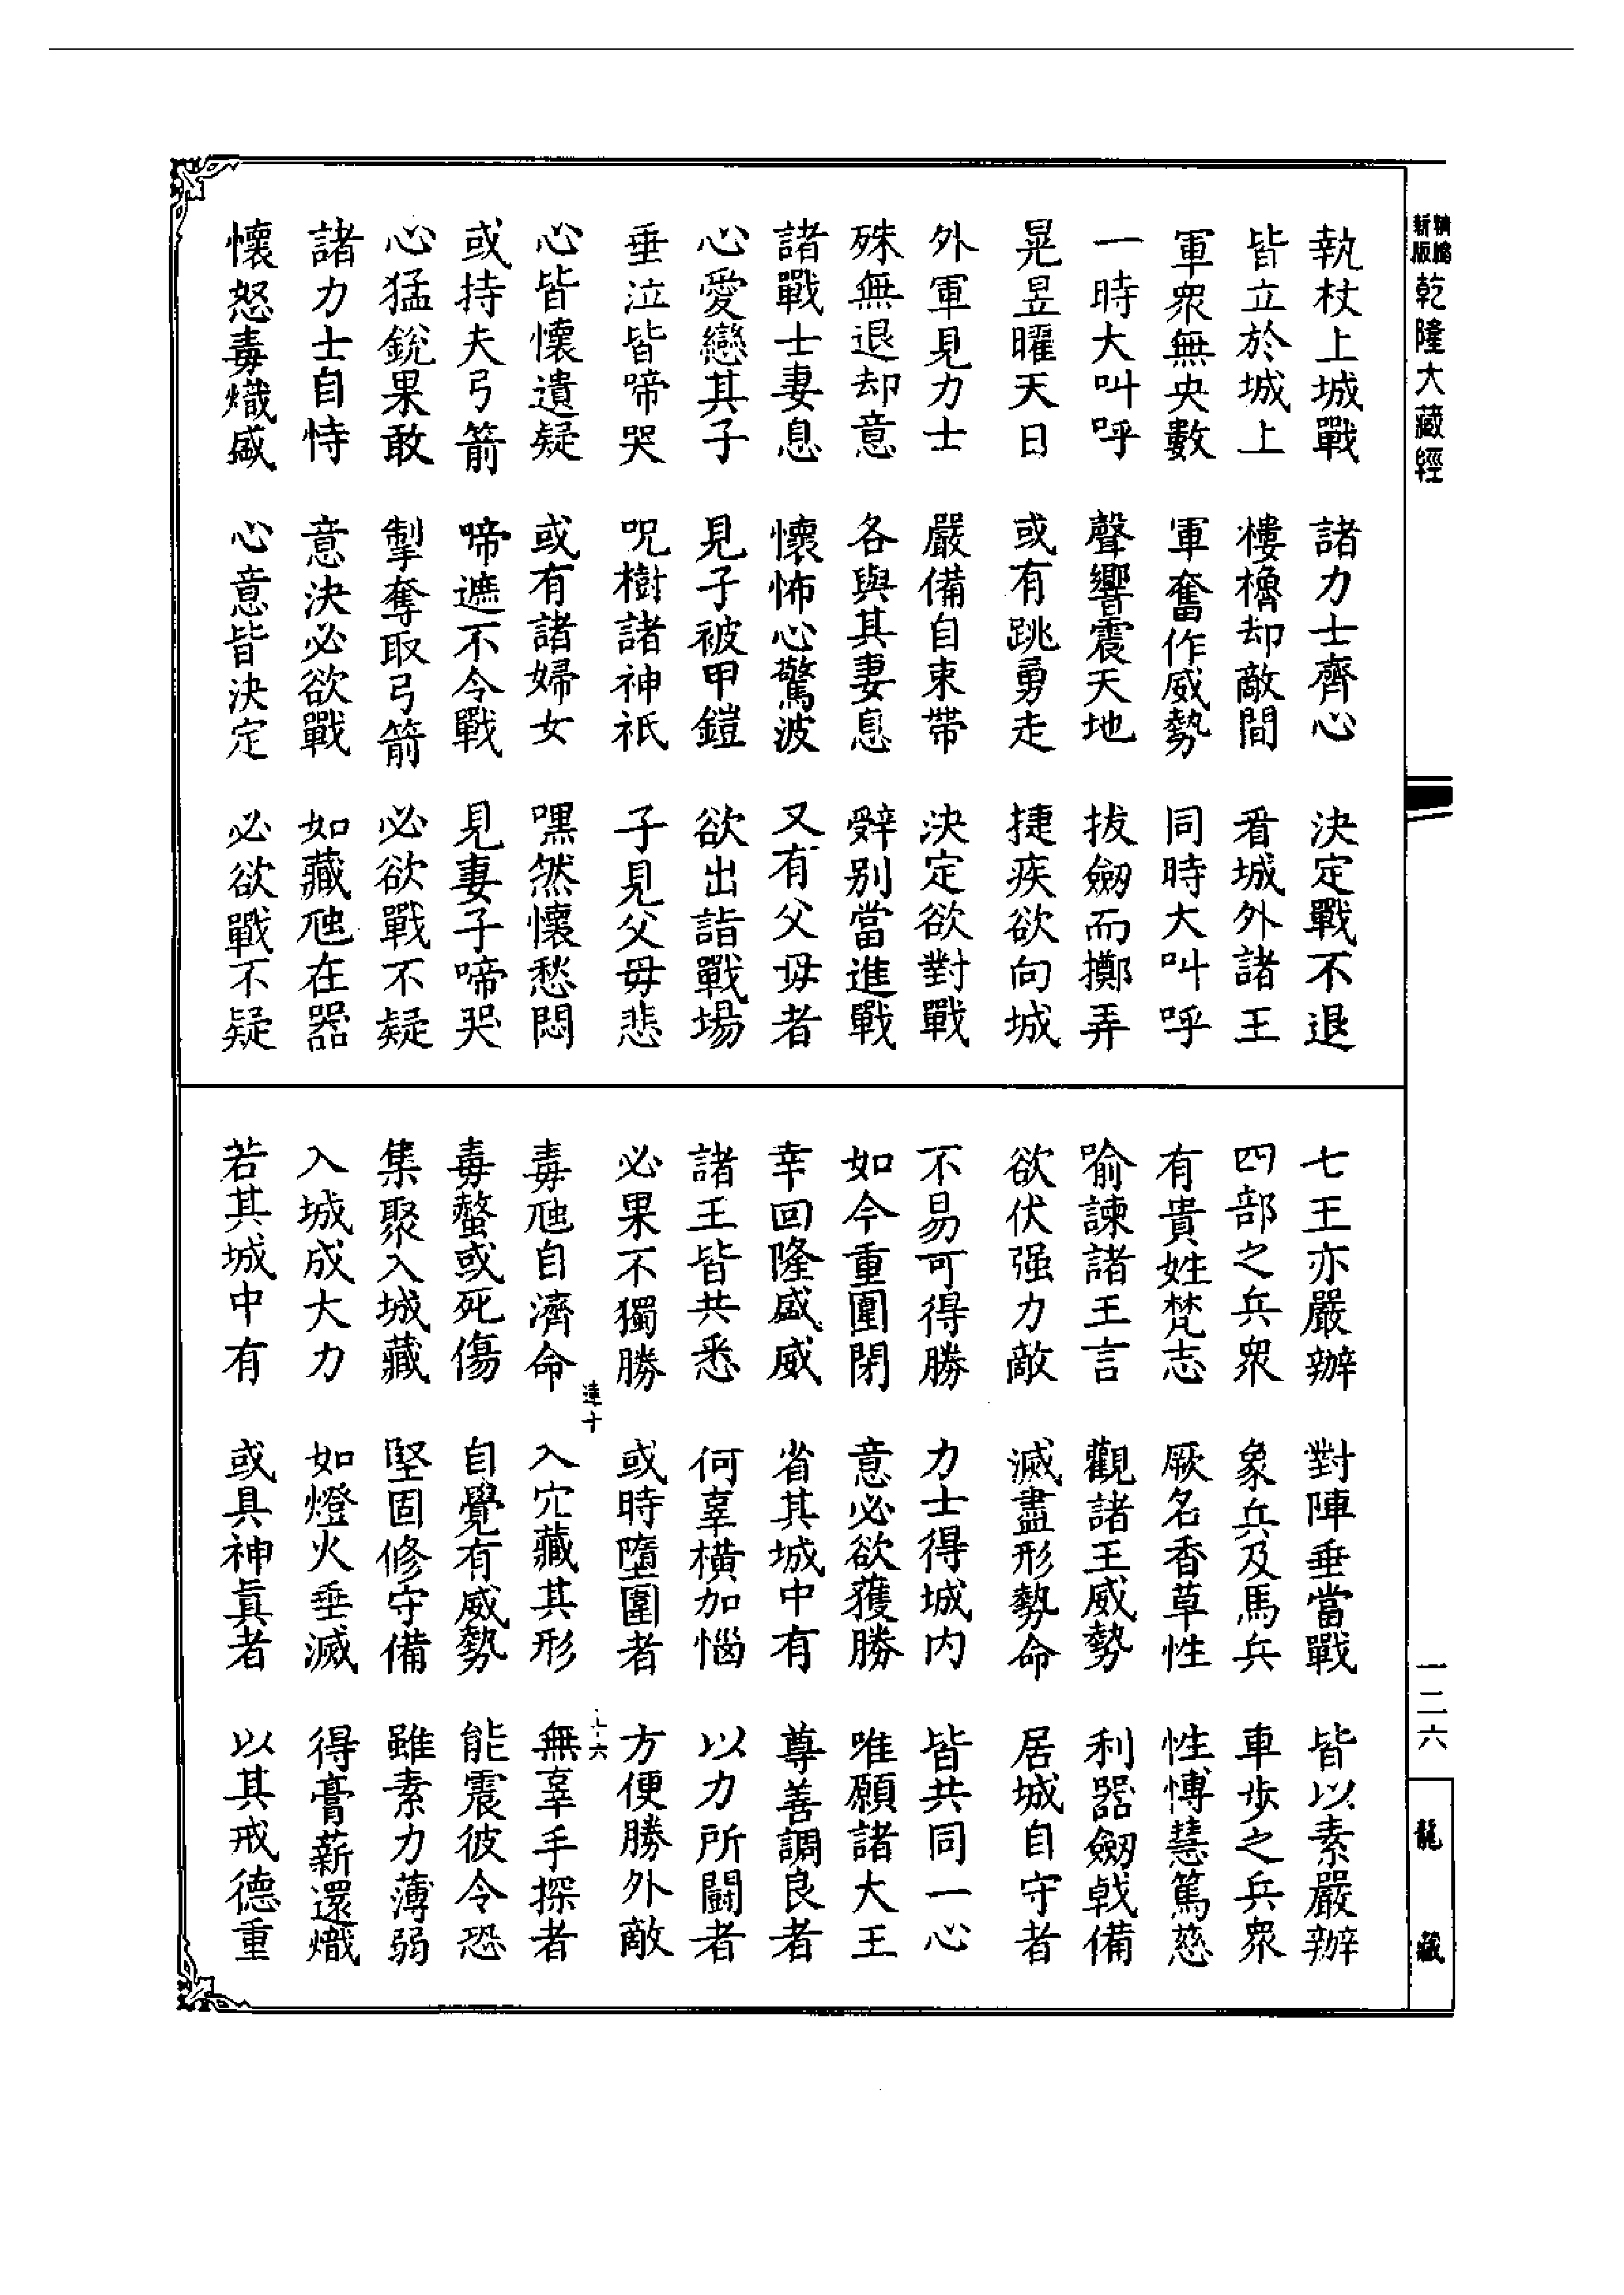 精編
新版
乾隆大藏經
執杖上城戰　諸力士齊心　決定戰不退
皆立於城上　樓櫓却敵間　看城外諸王
軍衆無央數　軍奮作威勢　同時大叫呼
一時大叫呼　聲響震天地　拔劒而擲弄
晃昱曜天日　或有跳勇走　捷疾欲向城
外軍見力士　嚴備自束帶　決定欲對戰
殊無退却意　各與其妻息　辤別當進戰
諸戰士妻息　懷怖心驚波　又有父母者
心愛戀其子　見子被甲鎧　欲出詣戰場
垂泣皆啼哭　呪樹諸神祇　子見父母悲
心皆懷遺疑　或有諸婦女　嘿然懷愁悶
或持夫弓箭　啼遮不令戰　見妻子啼哭
心猛銳果敢　掣奪取弓箭　必欲戰不疑
諸力士自恃　意決必欲戰　如藏虺在器
懷怒毒熾盛　心意皆決定　必欲戰不疑
七王亦嚴辦　對陣垂當戰　皆以素嚴辦
四部之兵衆　象兵及馬兵　車步之兵衆
有貴姓梵志　厥名香草性　性博慧篤慈
喻諫諸王言　觀諸王威勢　利器劒戟備
欲伏强力敵　滅盡形勢命　居城自守者
不易可得勝　力士得城内　皆共同一心
如今重圍閉　意必欲獲勝　唯願諸大王
幸回隆盛威　省其城中有　尊善調良者
諸王皆共悉　何辜橫加惱　以力所鬪者
必果不獨勝　或時墮圍者　方便勝外敵
達十
十六
毒虺自濟命　入穴藏其形　無辜手探者
毒螫或死傷　自覺有威勢　能震彼令恐
集聚入城藏　堅固修守備　雖素力薄弱
入城成大力　如燈火垂滅　得膏薪還熾
若其城中有　或具神眞者　以其戒德重
一二六
龍藏